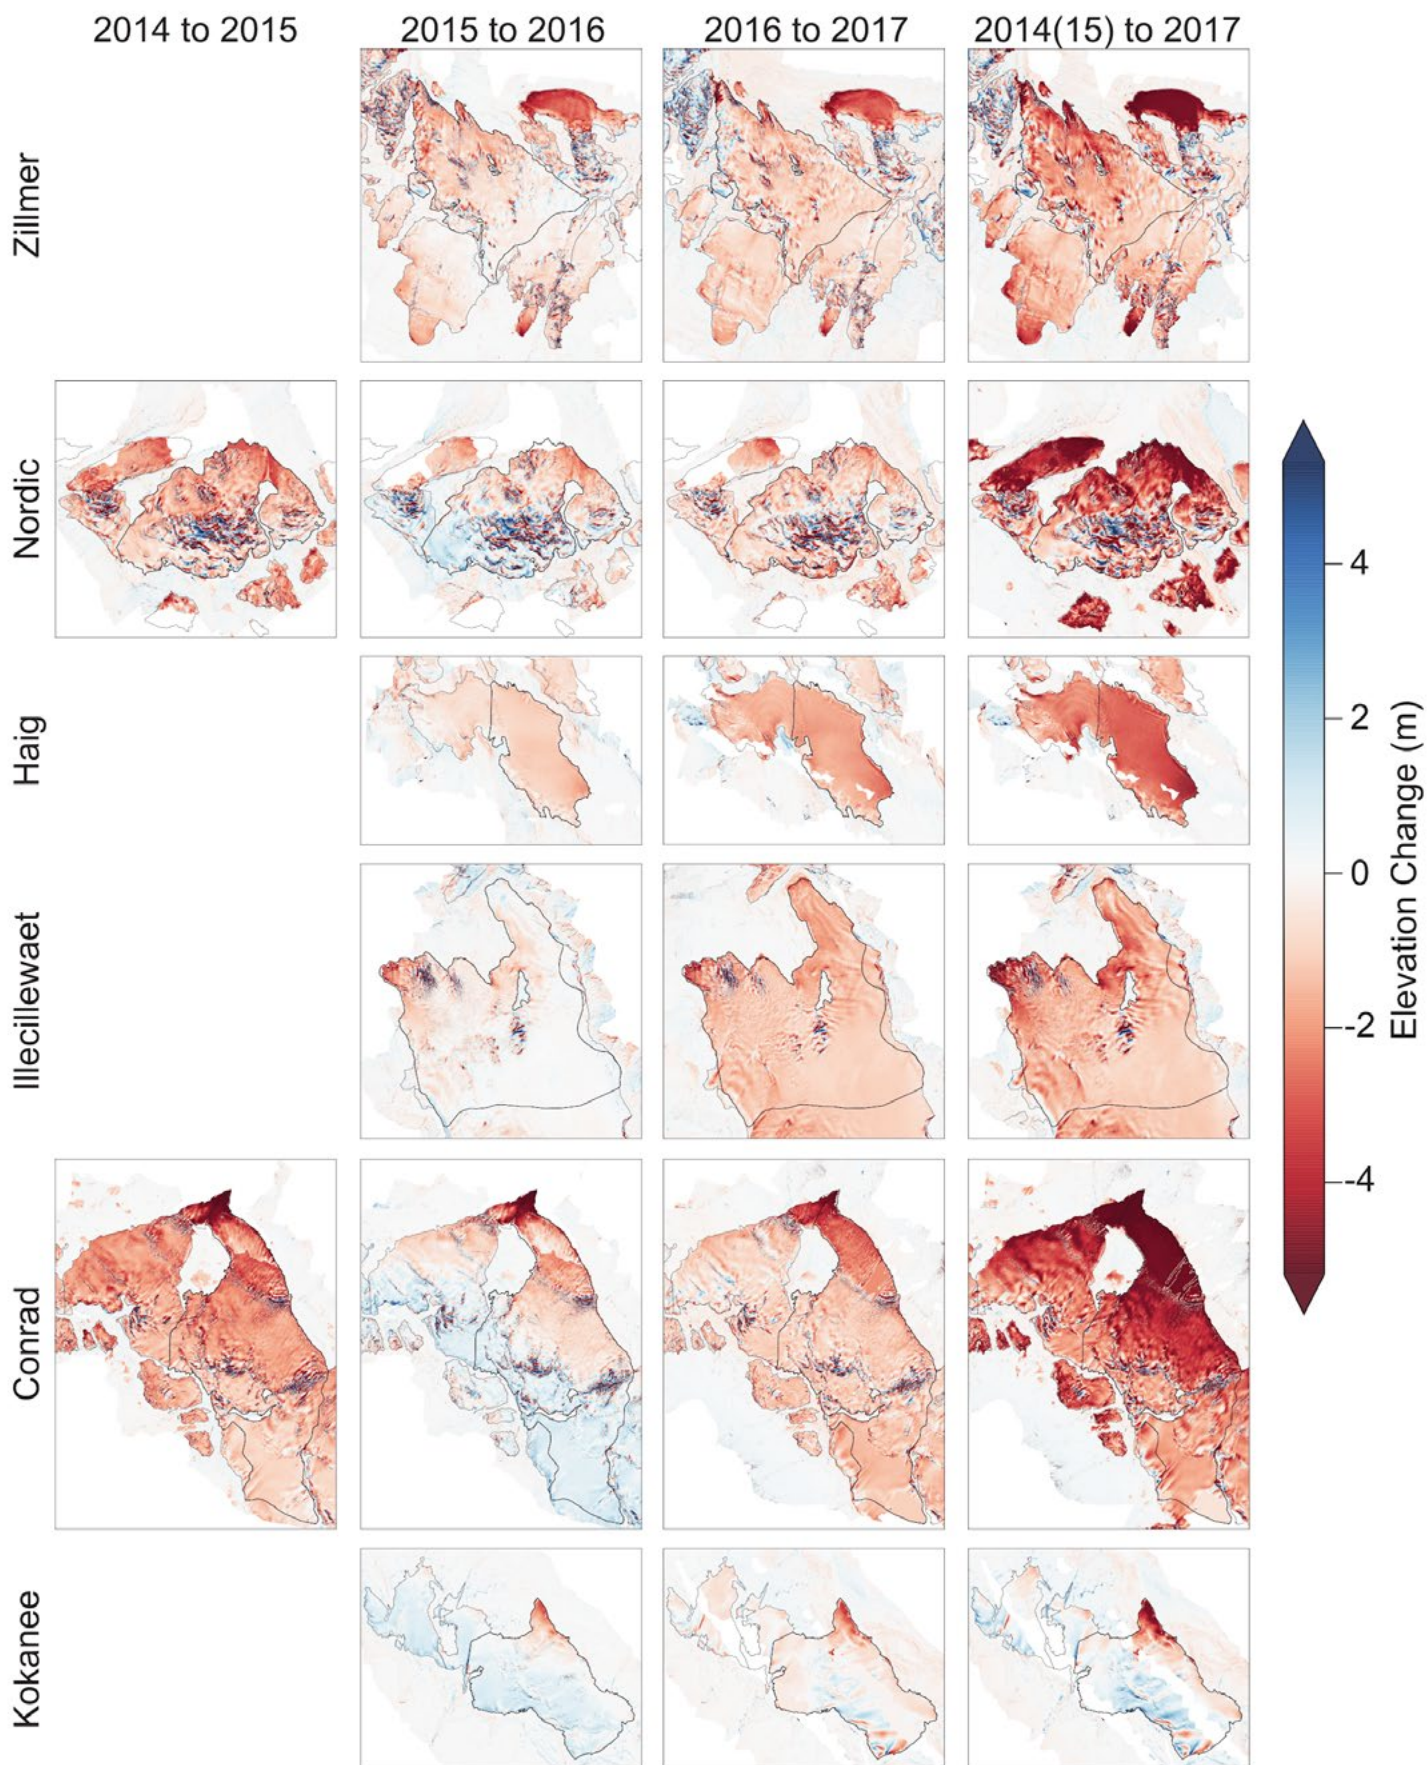 2014 to 2015
2015 to 2016
2016 to 2017
2014(15) to 2017
Zillmer
Nordic
Haig
Illecillewaet
Conrad
Kokanee
4
2
0
-2
-4
Elevation Change (m)